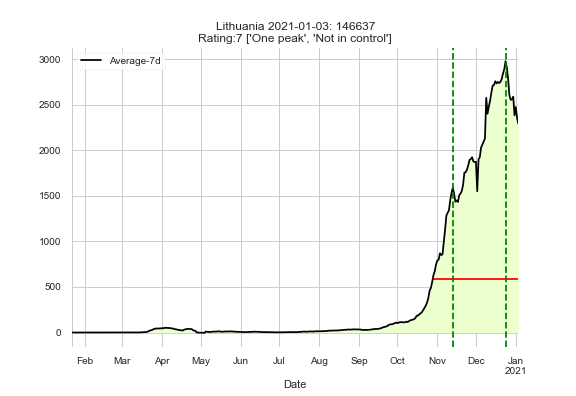 Lithuania 2021-01-03: 146637
Rating:7 ['One peak', 'Not in control']
Average-7d
3000
2500
2000
1500
1000
500
0
Feb Mar Apr May Jun Jul Aug Sep Oct Nov Dec Jan
2021
Date